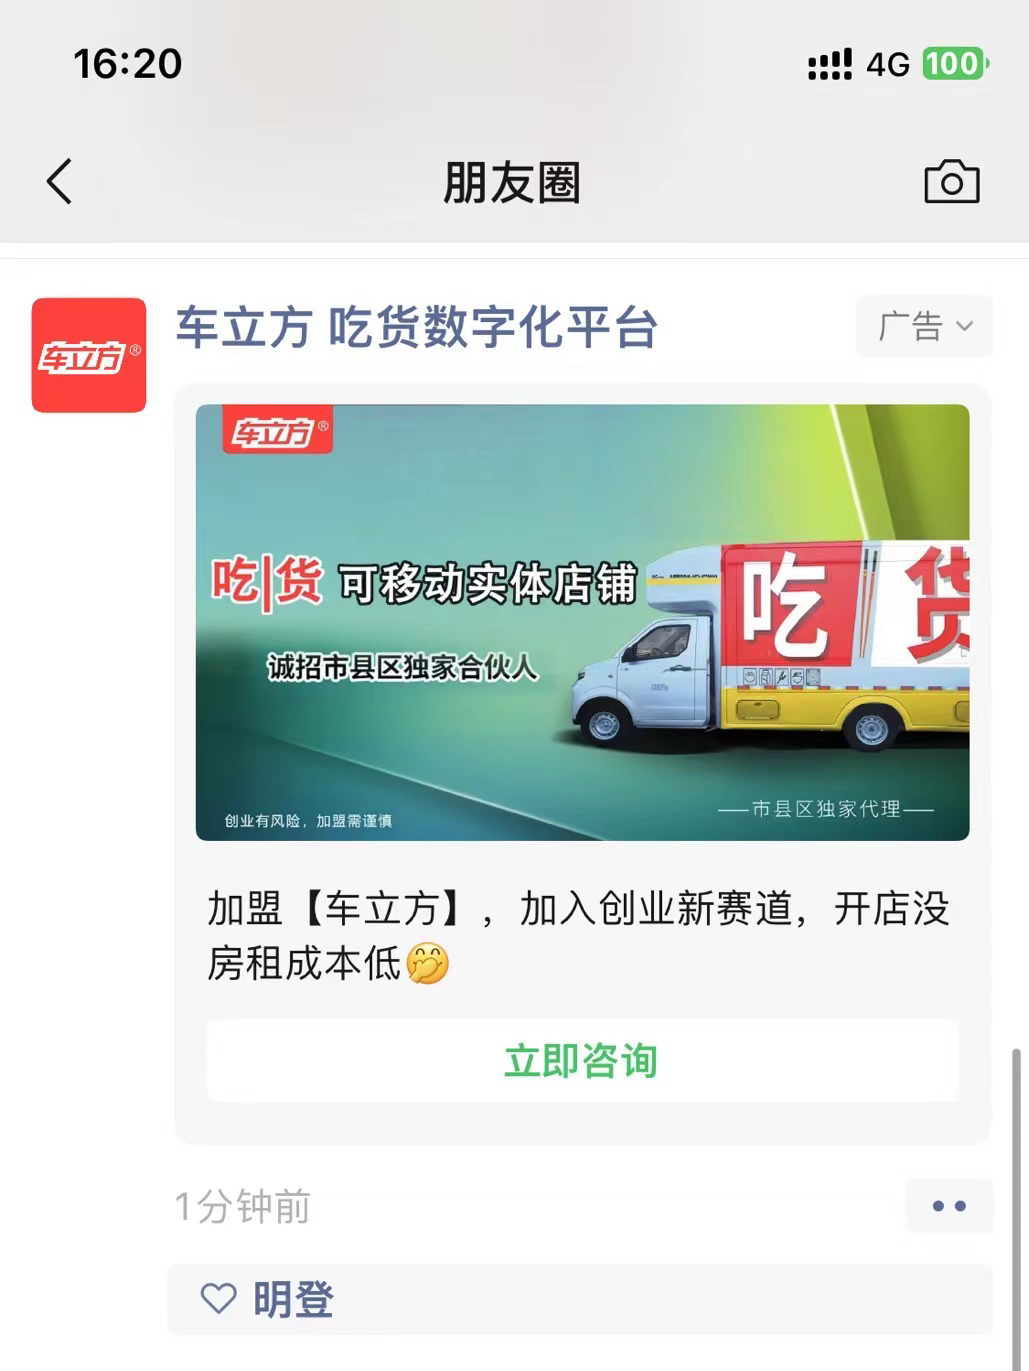 16:20
4G 100
朋友圈
车立方®
车立方 吃货数字化平台
广告
车立方®
吃|货 可移动实体店铺
诚招市县区独家合伙人
吃 货
——市县区独家代理——
创业有风险，加盟需谨慎
加盟【车立方】，加入创业新赛道，开店没
房租成本低🤭
立即咨询
1分钟前
明登